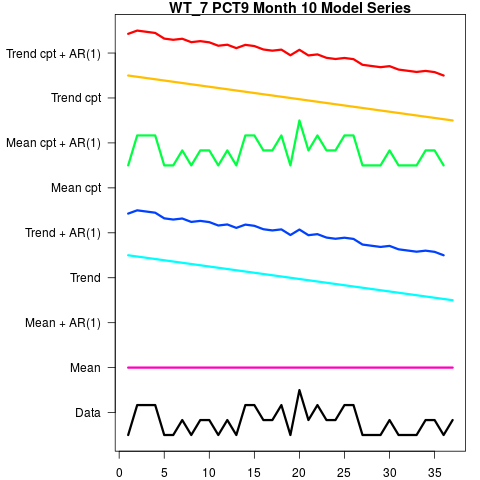 WT_7 PCT9 Month 10 Model Series
Trend cpt + AR(1)
Trend cpt
Mean cpt + AR(1)
Mean cpt
Trend + AR(1)
Trend
Mean + AR(1)
Mean
Data
0 5 10 15 20 25 30 35